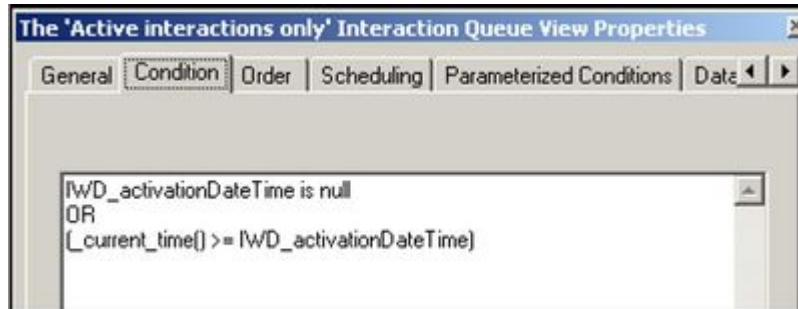 The 'Active interactions only' Interaction Queue View Properties
General Condition Order Scheduling Parameterized Conditions Data
IWD_activationDateTime is null
OR
(_current_time() >= IWD_activationDateTime)